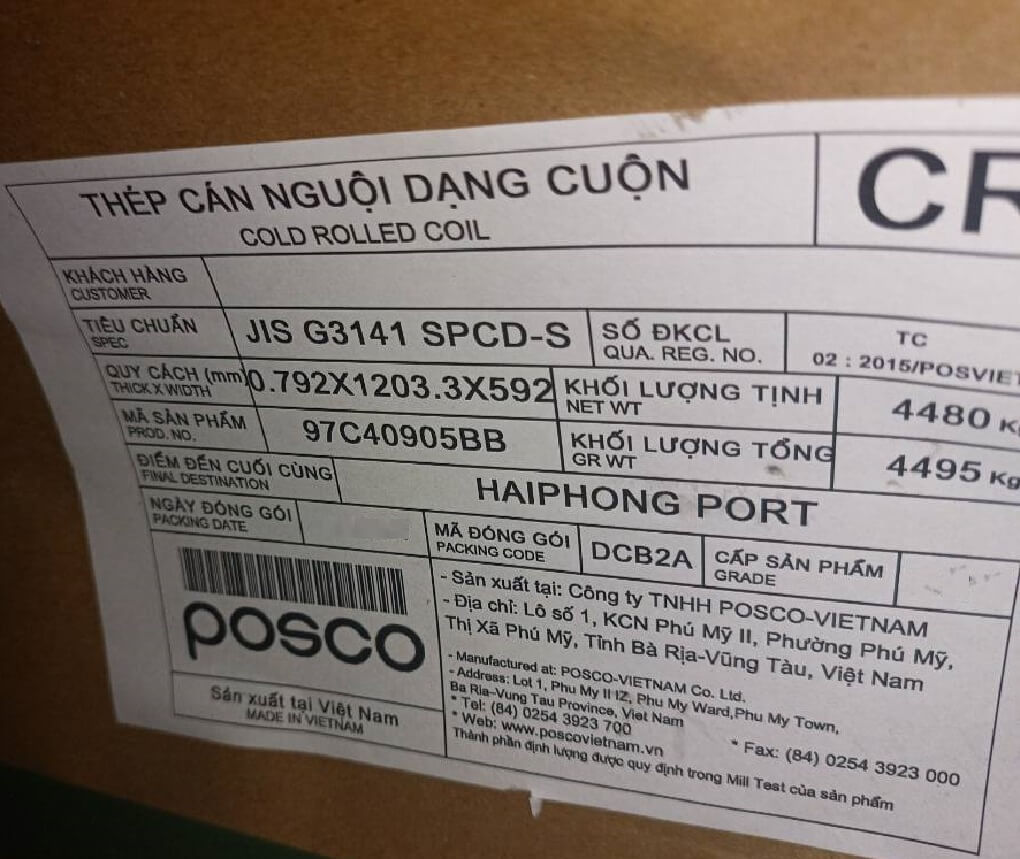 THÉP CÁN NGUỘI DẠNG CUỘN
COLD ROLLED COIL
CR
KHÁCH HÀNG
CUSTOMER
TIÊU CHUẨN
SPEC
JIS G3141 SPCD-S
SỐ ĐKCL
QUA. REG. NO.
TC
02 : 2015/POSVIET
QUY CÁCH (mm)
THICK X WIDTH
0.792X1203.3X592
KHỐI LƯỢNG TỊNH
NET WT
4480 K
MÃ SẢN PHẨM
PROD. NO.
97C40905BB
KHỐI LƯỢNG TỔNG
GR WT
4495 Kg
ĐIỂM ĐẾN CUỐI CÙNG
FINAL DESTINATION
HAIPHONG PORT
NGÀY ĐÓNG GÓI
PACKING DATE
MÃ ĐÓNG GÓI
PACKING CODE
DCB2A
CẤP SẢN PHẨM
GRADE
posco
Sản xuất tại Việt Nam
MADE IN VIETNAM
- Sản xuất tại: Công ty TNHH POSCO-VIETNAM
- Địa chỉ: Lô số 1, KCN Phú Mỹ II, Phường Phú Mỹ,
Thị Xã Phú Mỹ, Tỉnh Bà Rịa-Vũng Tàu, Việt Nam
- Manufactured at: POSCO-VIETNAM Co. Ltd,
- Address: Lot 1, Phu My II IZ, Phu My Ward,Phu My Town,
Ba Ria-Vung Tau Province, Viet Nam
* Tel: (84) 0254 3923 700
* Fax: (84) 0254 3923 000
* Web: www.poscovietnam.vn
Thành phần định lượng được quy định trong Mill Test của sản phẩm